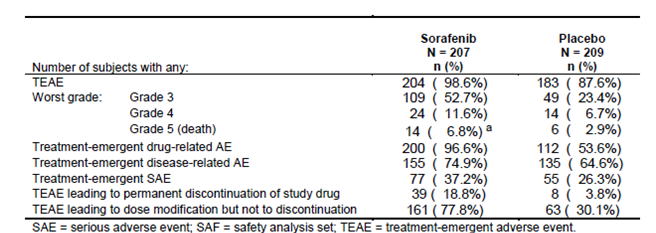 Sorafenib Placebo
N = 207 N = 209
Number of subjects with any: n (%) n (%)
TEAE 204 ( 98.6%) 183 ( 87.6%)
Worst grade: Grade 3 109 ( 52.7%) 49 ( 23.4%)
Grade 4 24 ( 11.6%) 14 ( 6.7%)
Grade 5 (death) 14 ( 6.8%) a 6 ( 2.9%)
Treatment-emergent drug-related AE 200 ( 96.6%) 112 ( 53.6%)
Treatment-emergent disease-related AE 155 ( 74.9%) 135 ( 64.6%)
Treatment-emergent SAE 77 ( 37.2%) 55 ( 26.3%)
TEAE leading to permanent discontinuation of study drug 39 ( 18.8%) 8 ( 3.8%)
TEAE leading to dose modification but not to discontinuation 161 ( 77.8%) 63 ( 30.1%)
SAE = serious adverse event; SAF = safety analysis set; TEAE = treatment-emergent adverse event.